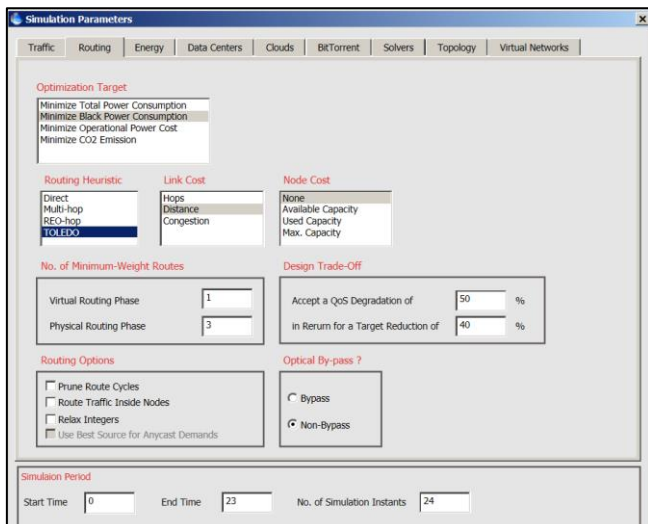 Simulation Parameters
Traffic Routing Energy Data Centers Clouds BitTorrent Solvers Topology Virtual Networks
Optimization Target
Minimize Total Power Consumption
Minimize Black Power Consumption
Minimize Operational Power Cost
Minimize CO2 Emission
Routing Heuristic Link Cost Node Cost
Direct Hops None
Multi-hop Distance Available Capacity
REO-hop Congestion Used Capacity
TOLEDO Max. Capacity
No. of Minimum-Weight Routes Design Trade-Off
Virtual Routing Phase 1 Accept a QoS Degradation of 50 %
Physical Routing Phase 3 in Rerurn for a Target Reduction of 40 %
Routing Options Optical By-pass ?
Prune Route Cycles
Route Traffic Inside Nodes Bypass
Relax Integers Non-Bypass
Use Best Source for Anycast Demands
Simulaion Period
Start Time 0 End Time 23 No. of Simulation Instants 24